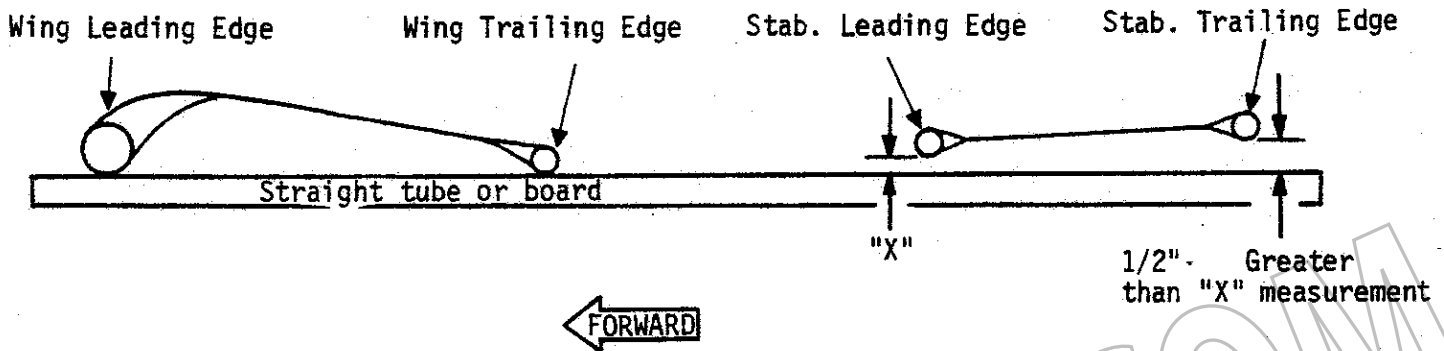 Wing Leading Edge
Wing Trailing Edge
Stab. Leading Edge
Stab. Trailing Edge
Straight tube or board
"X"
1/2"- Greater
than "X" measurement
FORWARD